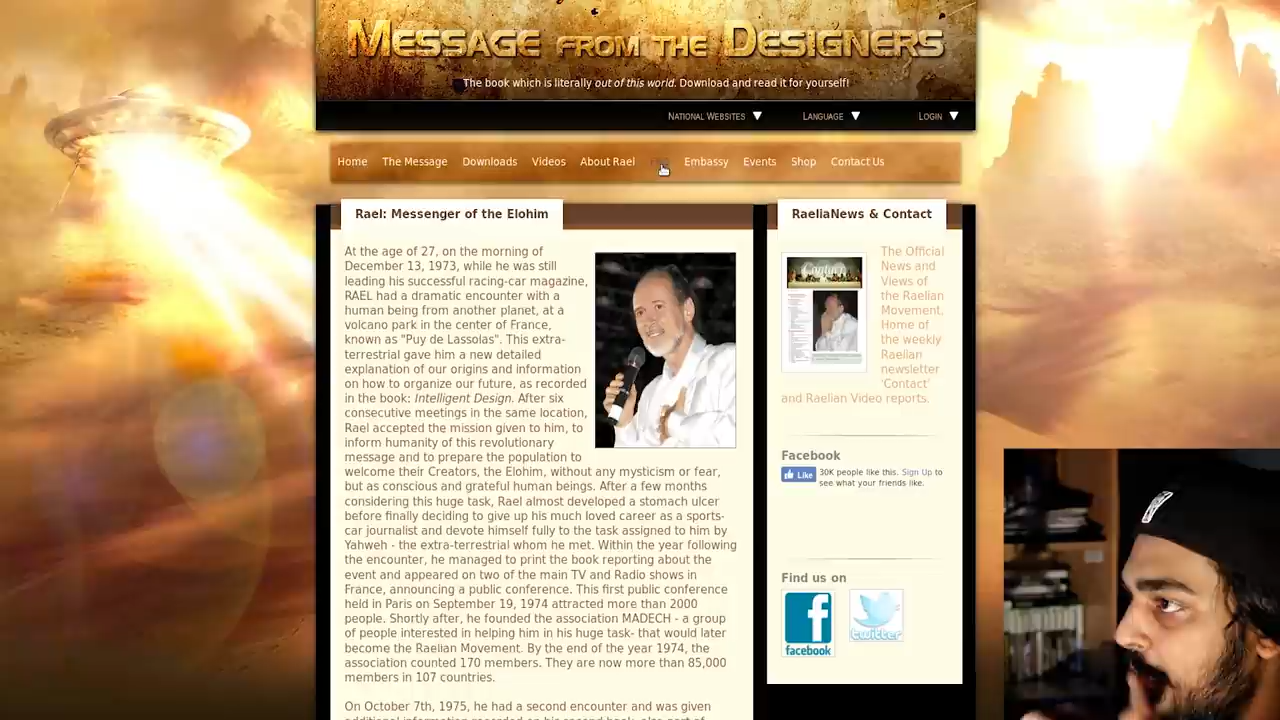 MESSAGE FROM THE DESIGNERS
The book which is literally out of this world. Download and read it for yourself!
NATIONAL WEBSITES LANGUAGE LOGIN
Home The Message Downloads Videos About Rael Embassy Events Shop Contact Us
Rael: Messenger of the Elohim
At the age of 27, on the morning of
December 13, 1973, while he was still
leading his successful racing-car magazine,
RAEL had a dramatic encounter with a
human being from another planet, at a
volcano park in the center of France,
known as "Puy de Lassolas". This extra-
terrestrial gave him a new detailed
explanation of our origins and information
on how to organize our future, as recorded
in the book: Intelligent Design. After six
consecutive meetings in the same location,
Rael accepted the mission given to him, to
inform humanity of this revolutionary
message and to prepare the population to
welcome their Creators, the Elohim, without any mysticism or fear,
but as conscious and grateful human beings. After a few months
considering this huge task, Rael almost developed a stomach ulcer
before finally deciding to give up his much loved career as a sports-
car journalist and devote himself fully to the task assigned to him by
Yahweh - the extra-terrestrial whom he met. Within the year following
the encounter, he managed to print the book reporting about the
event and appeared on two of the main TV and Radio shows in
France, announcing a public conference. This first public conference
held in Paris on September 19, 1974 attracted more than 2000
people. Shortly after, he founded the association MADECH - a group
of people interested in helping him in his huge task- that would later
become the Raelian Movement. By the end of the year 1974, the
association counted 170 members. They are now more than 85,000
members in 107 countries.
On October 7th, 1975, he had a second encounter and was given
RaeliaNews & Contact
Contact
The Official
News and
Views of
the Raelian
Movement,
Home of
the weekly
Raelian
newsletter
'Contact'
and Raelian Video reports.
Facebook
Like 30K people like this. Sign Up to
see what your friends like.
Find us on
facebook
twitter